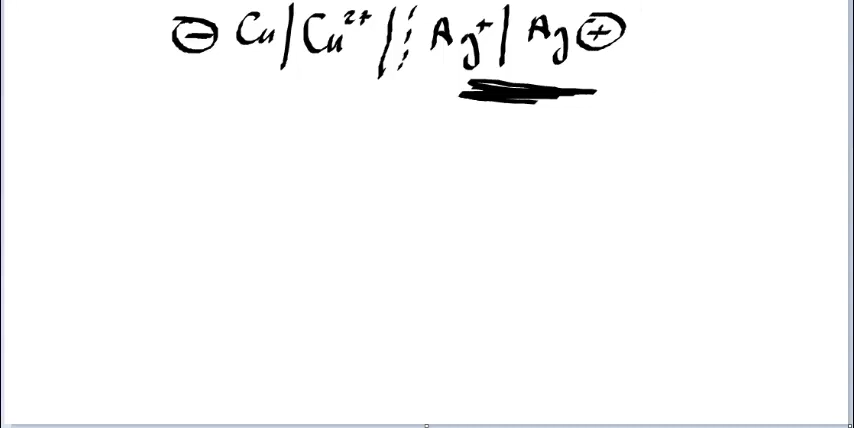 ⊖ Cu | Cu²⁺ | ¦ Ag⁺ | Ag ⊕